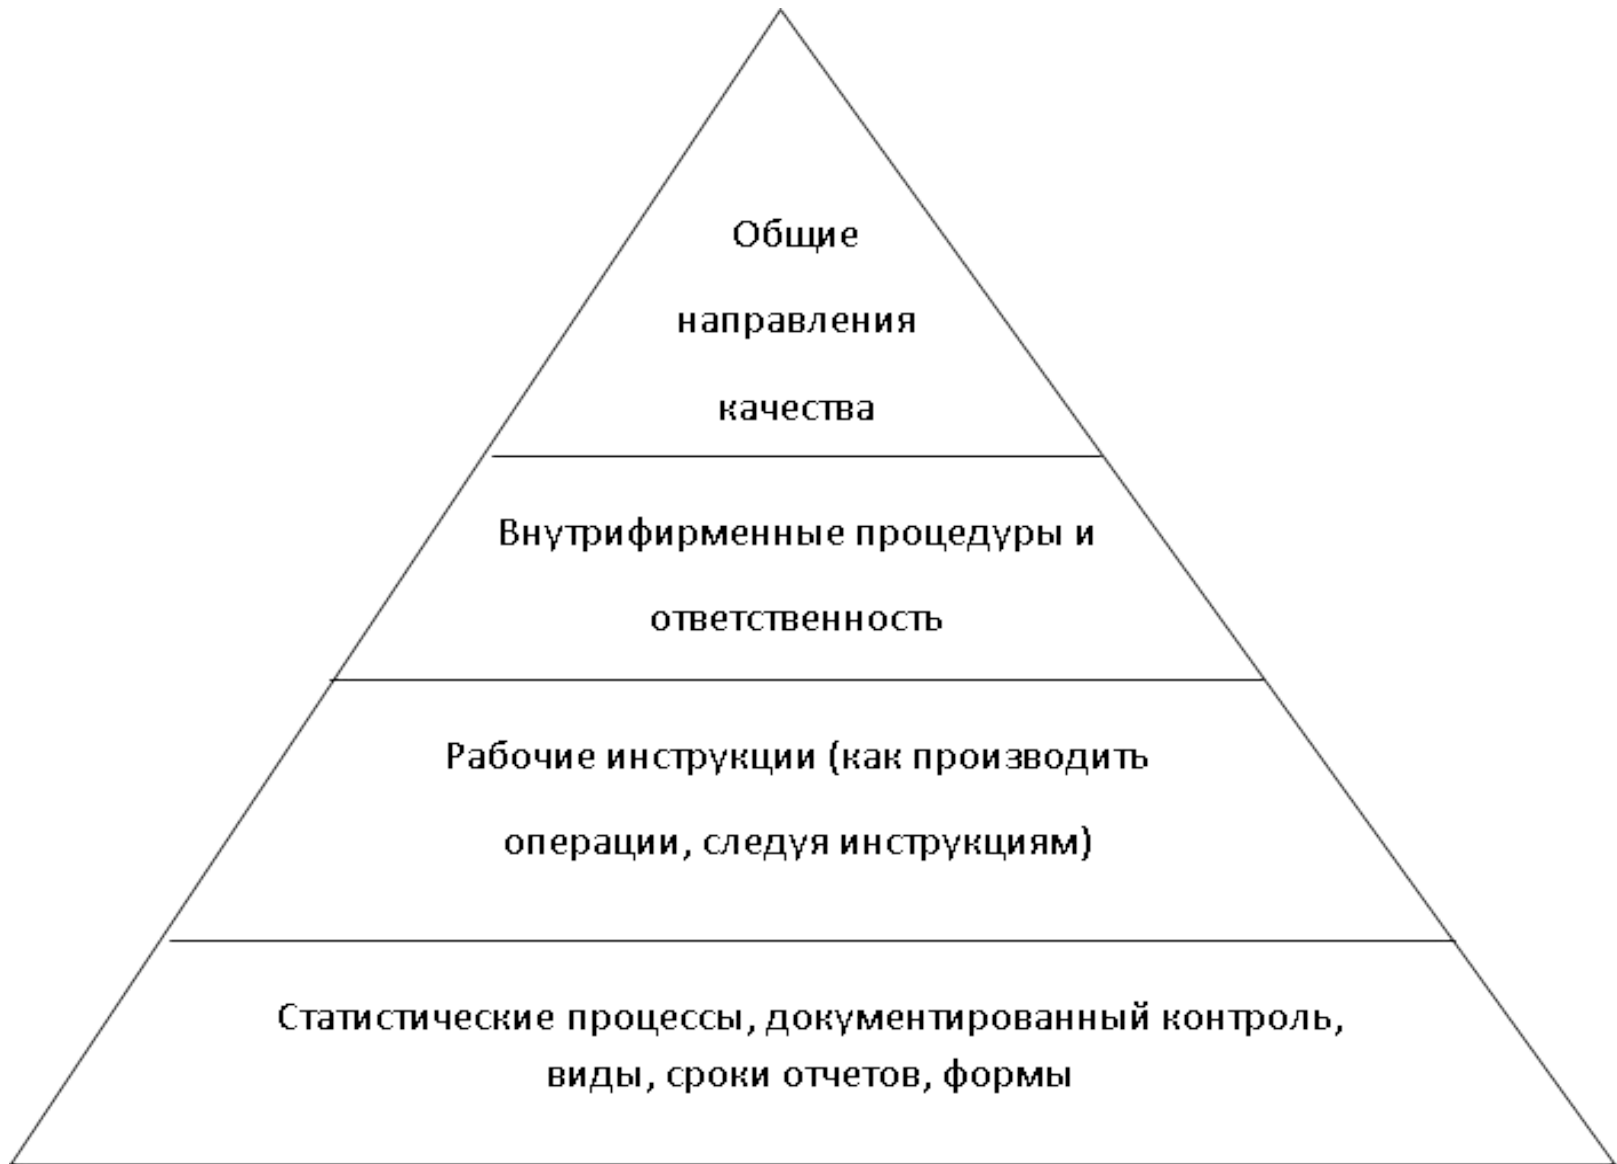 Общие
направления
качества
Внутрифирменные процедуры и
ответственность
Рабочие инструкции (как производить
операции, следуя инструкциям)
Статистические процессы, документированный контроль,
виды, сроки отчетов, формы